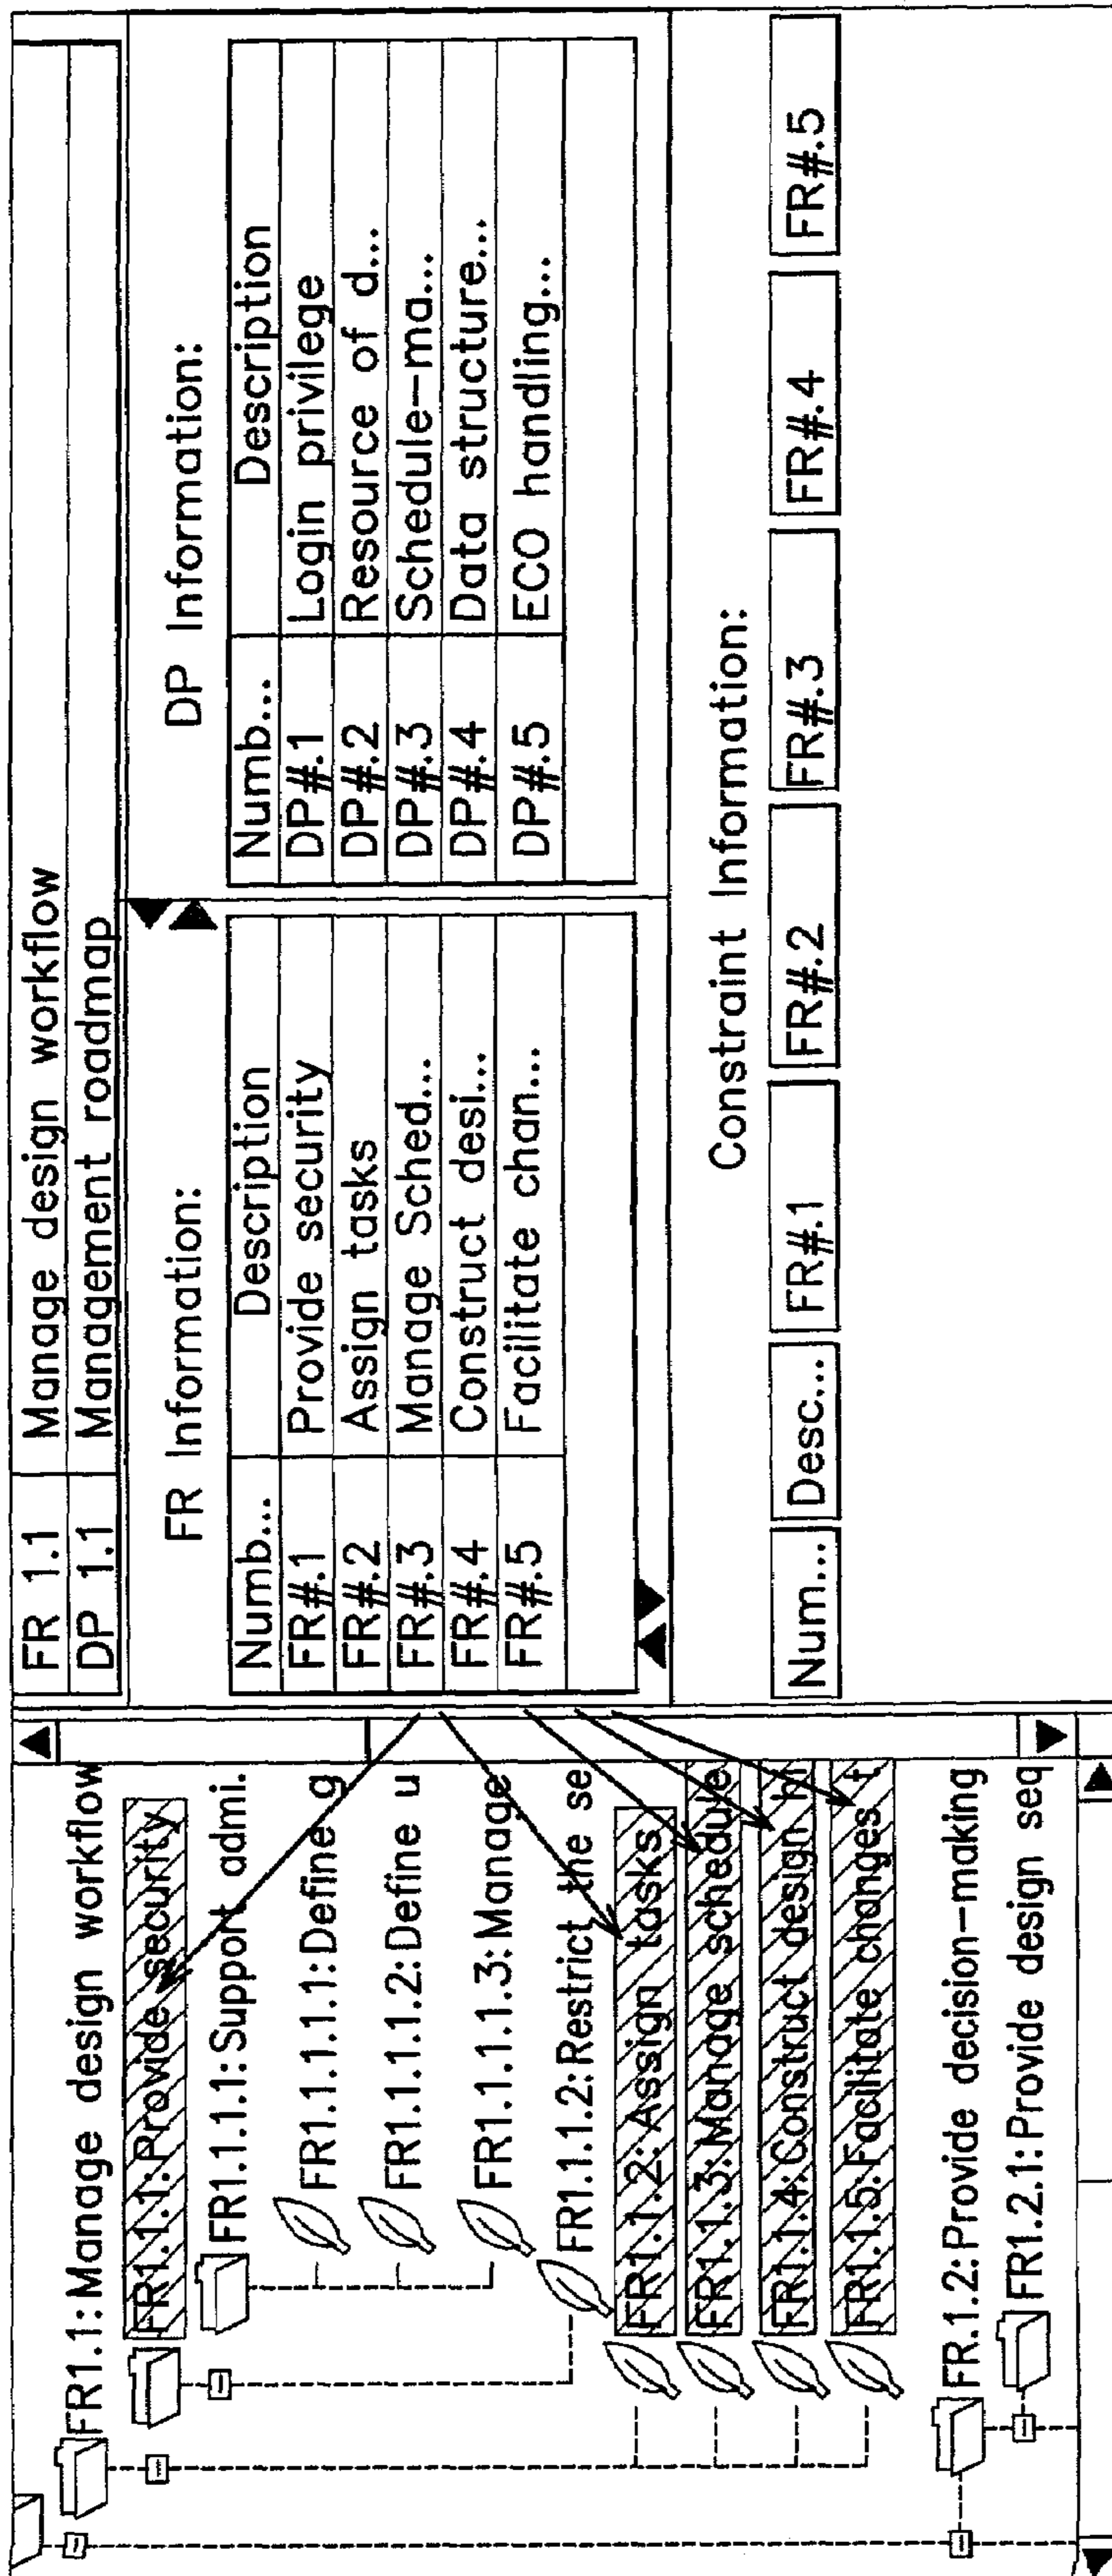 FR1.1:Manage design workflow
FR1.1.1:Provide security
FR1.1.1.1:Support admi.
FR1.1.1.1.1:Define g
FR1.1.1.1.2:Define u
FR1.1.1.1.3:Manage
FR1.1.1.2:Restrict the se
FR1.1.2:Assign tasks
FR1.1.3:Manage schedule
FR1.1.4:Construct design
FR1.1.5:Facilitate changes t
FR.1.2:Provide decision-making
FR1.2.1:Provide design seq
FR 1.1 Manage design workflow
DP 1.1 Management roadmap
FR Information:
Numb... Description
FR#.1 Provide security
FR#.2 Assign tasks
FR#.3 Manage Sched...
FR#.4 Construct desi...
FR#.5 Facilitate chan...
DP Information:
Numb... Description
DP#.1 Login privilege
DP#.2 Resource of d...
DP#.3 Schedule-ma...
DP#.4 Data structure...
DP#.5 ECO handling...
Constraint Information:
Num... Desc... FR#.1 FR#.2 FR#.3 FR#.4 FR#.5